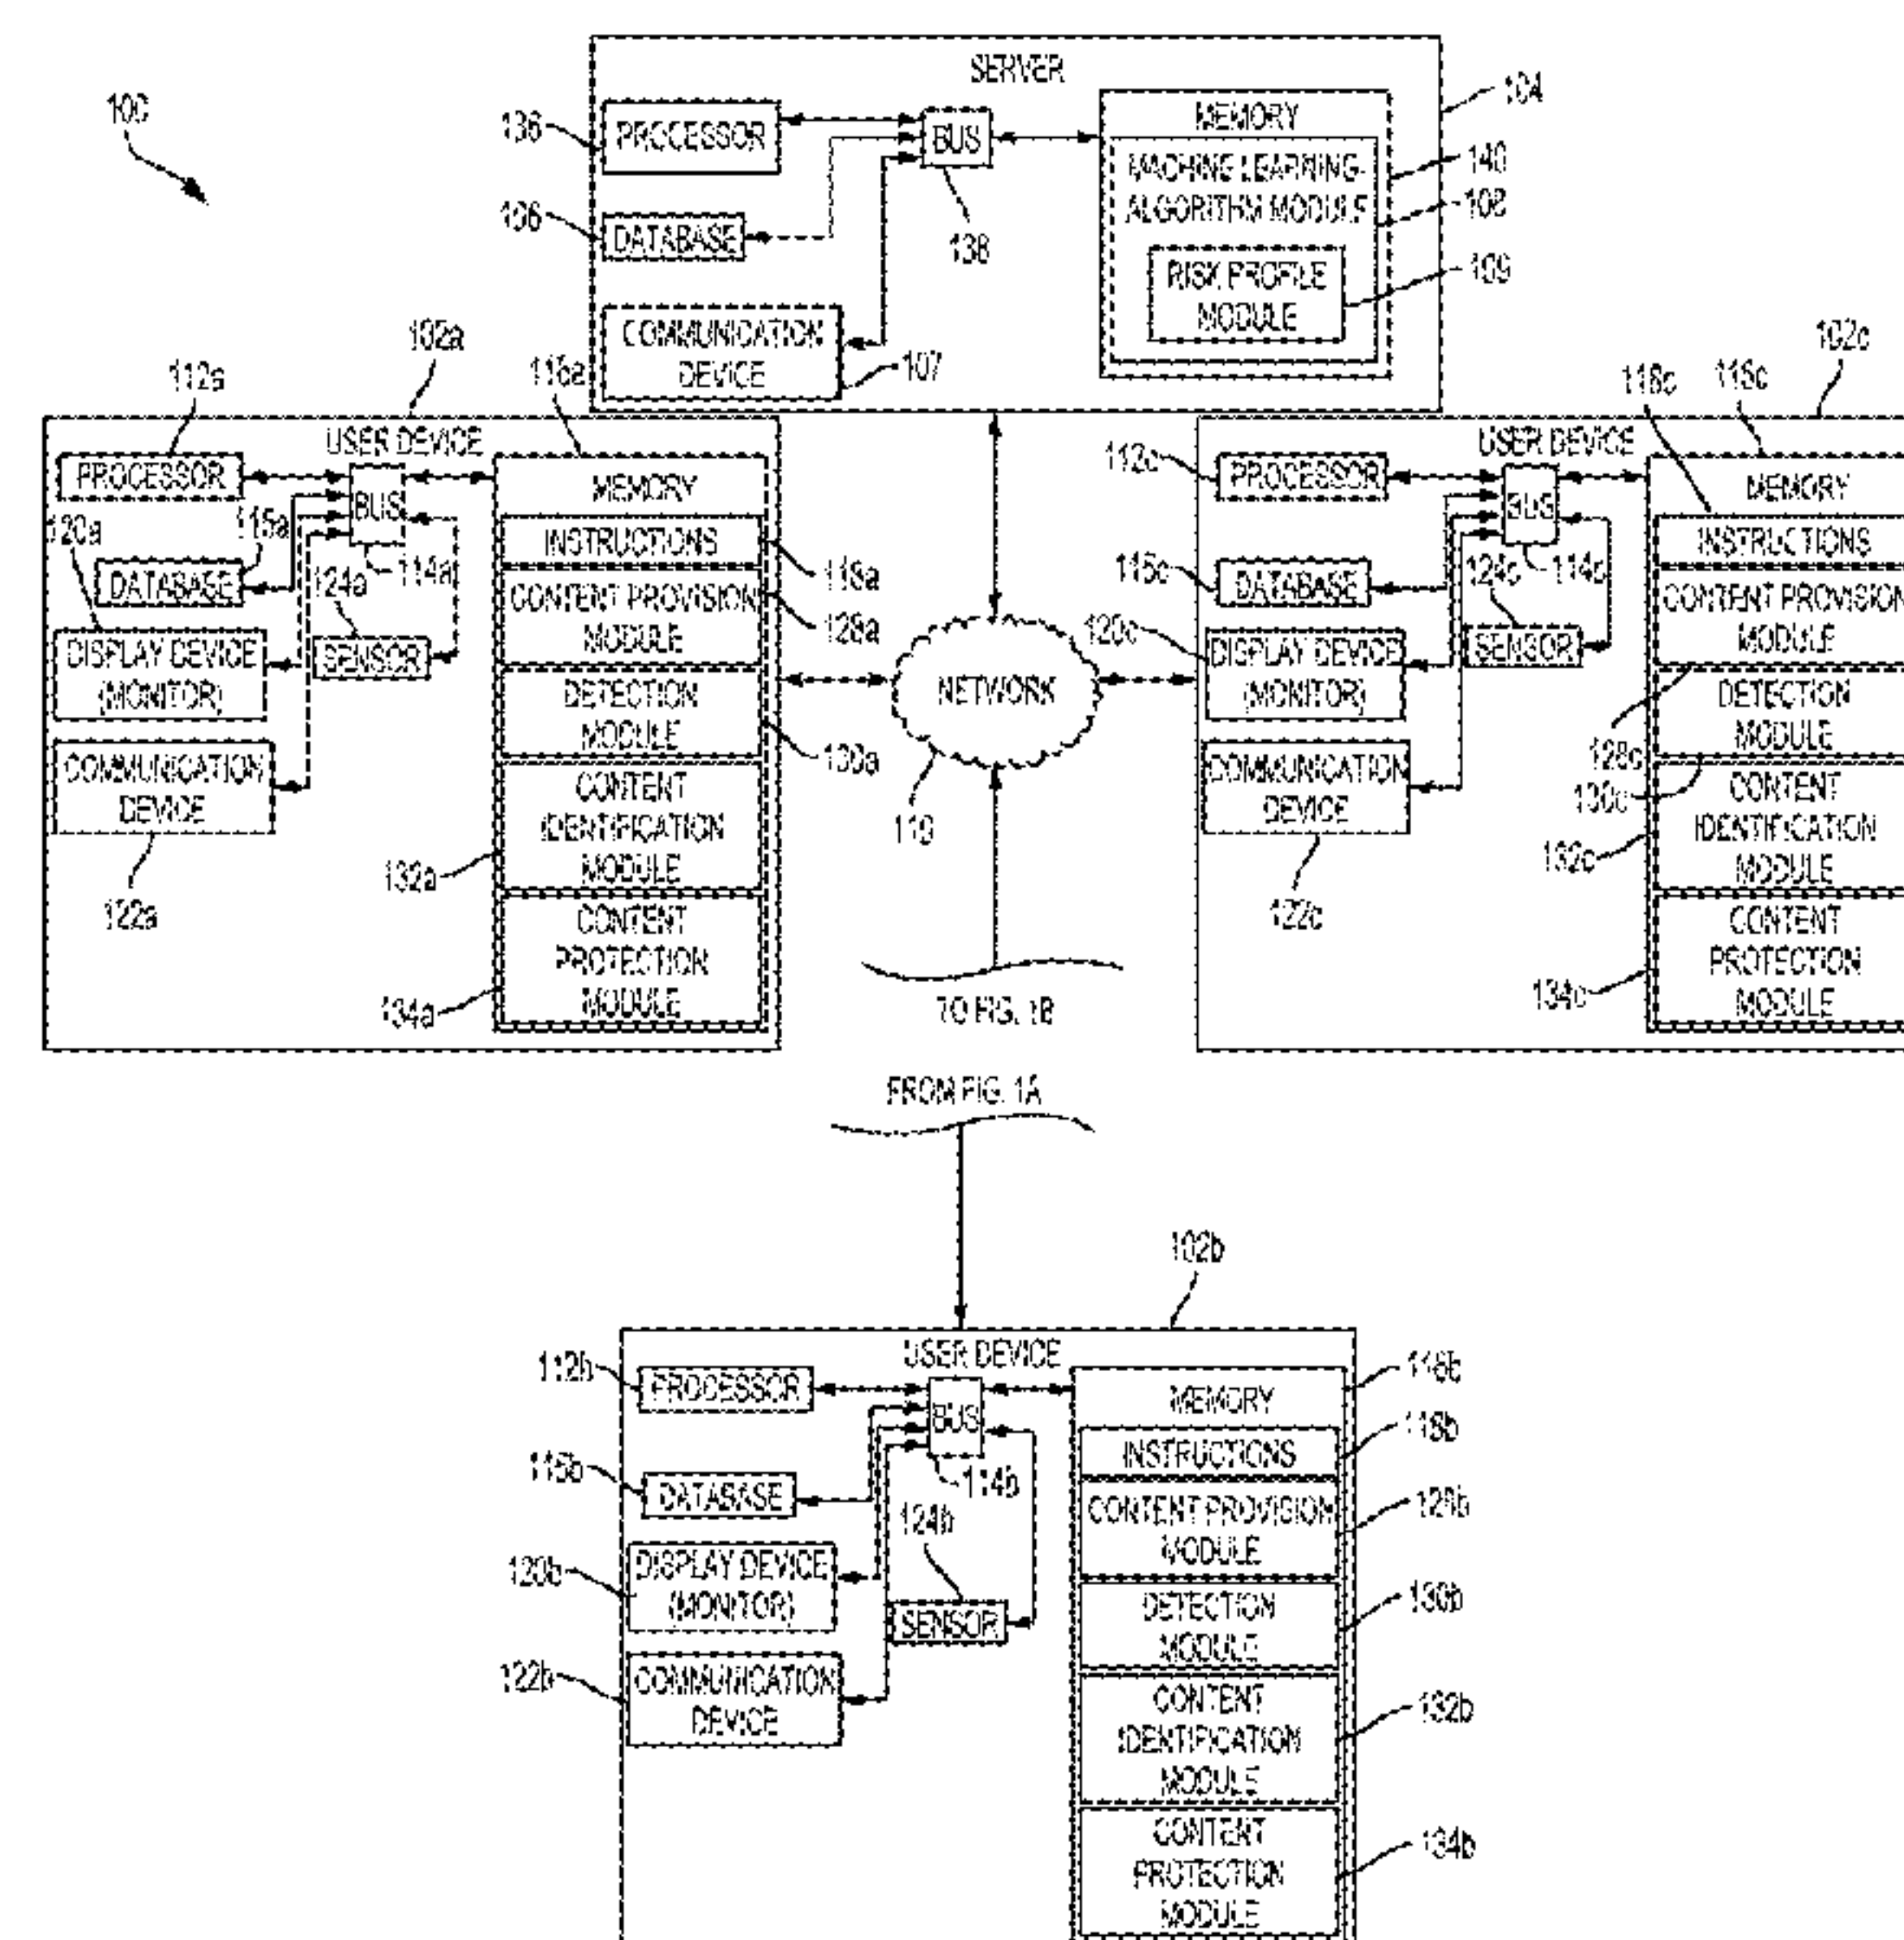 100
SERVER
104
136
PROCESSOR
BUS
138
MEMORY
140
MACHINE LEARNING-
ALGORITHM MODULE
108
RISK PROFILE
MODULE
109
106
DATABASE
COMMUNICATION
DEVICE
107
102a
112a
116a
USER DEVICE
PROCESSOR
BUS
114a
MEMORY
120a
115a
DATABASE
124a
DISPLAY DEVICE
(MONITOR)
SENSOR
COMMUNICATION
DEVICE
122a
INSTRUCTIONS
118a
CONTENT PROVISION
MODULE
128a
DETECTION
MODULE
130a
CONTENT
IDENTIFICATION
MODULE
132a
CONTENT
PROTECTION
MODULE
134a
NETWORK
110
TO FIG. 1B
102c
118c
116c
USER DEVICE
112c
PROCESSOR
BUS
114c
MEMORY
115c
DATABASE
124c
120c
DISPLAY DEVICE
(MONITOR)
SENSOR
COMMUNICATION
DEVICE
122c
INSTRUCTIONS
CONTENT PROVISION
MODULE
128c
DETECTION
MODULE
130c
CONTENT
IDENTIFICATION
MODULE
132c
CONTENT
PROTECTION
MODULE
134c
FROM FIG. 1A
102b
USER DEVICE
112b
PROCESSOR
BUS
114b
MEMORY
116b
115b
DATABASE
124b
120b
DISPLAY DEVICE
(MONITOR)
SENSOR
122b
COMMUNICATION
DEVICE
INSTRUCTIONS
118b
CONTENT PROVISION
MODULE
128b
DETECTION
MODULE
130b
CONTENT
IDENTIFICATION
MODULE
132b
CONTENT
PROTECTION
MODULE
134b